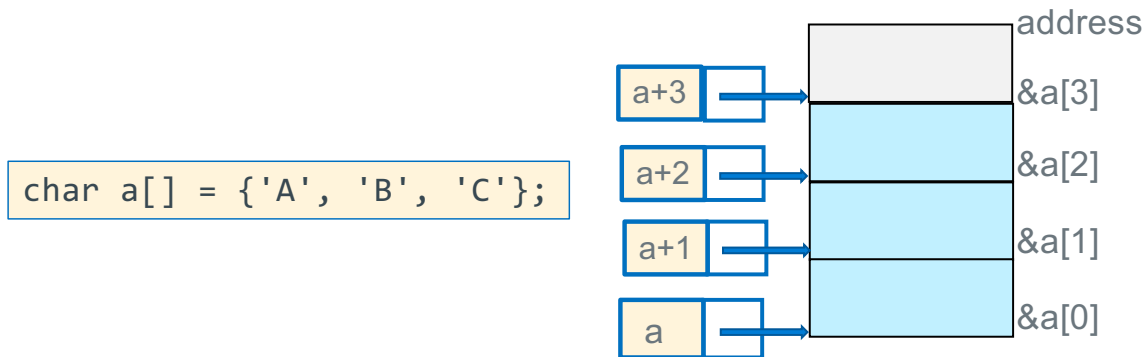 address
a+3
&a[3]
a+2
&a[2]
char a[] = {'A', 'B', 'C'};
a+1
&a[1]
a
&a[0]